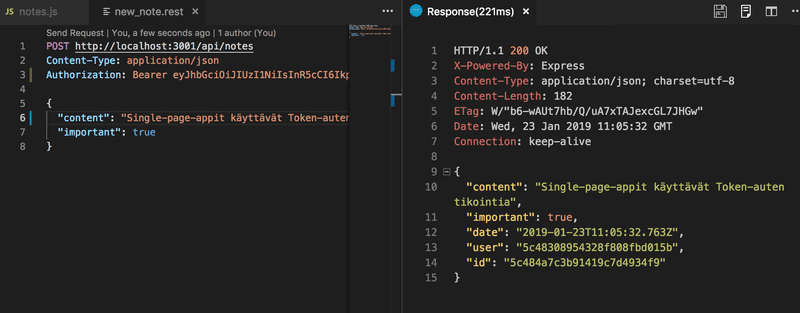 notes.js
new_note.rest
Send Request | You, a few seconds ago | 1 author (You)
1 POST http://localhost:3001/api/notes
2 Content-Type: application/json
3 Authorization: Bearer eyJhbGciOiJIUzI1NiIsInR5cCI6Ikp
4
5 {
6 "content": "Single-page-appit käyttävät Token-auten
7 "important": true
8 }
Response(221ms)
1 HTTP/1.1 200 OK
2 X-Powered-By: Express
3 Content-Type: application/json; charset=utf-8
4 Content-Length: 182
5 ETag: W/"b6-wAUt7hb/Q/uA7xTAJexcGL7JHGw"
6 Date: Wed, 23 Jan 2019 11:05:32 GMT
7 Connection: keep-alive
8
9 {
10 "content": "Single-page-appit käyttävät Token-auten
tikointia",
11 "important": true,
12 "date": "2019-01-23T11:05:32.763Z",
13 "user": "5c48308954328f808fbd015b",
14 "id": "5c484a7c3b91419c7d4934f9"
15 }